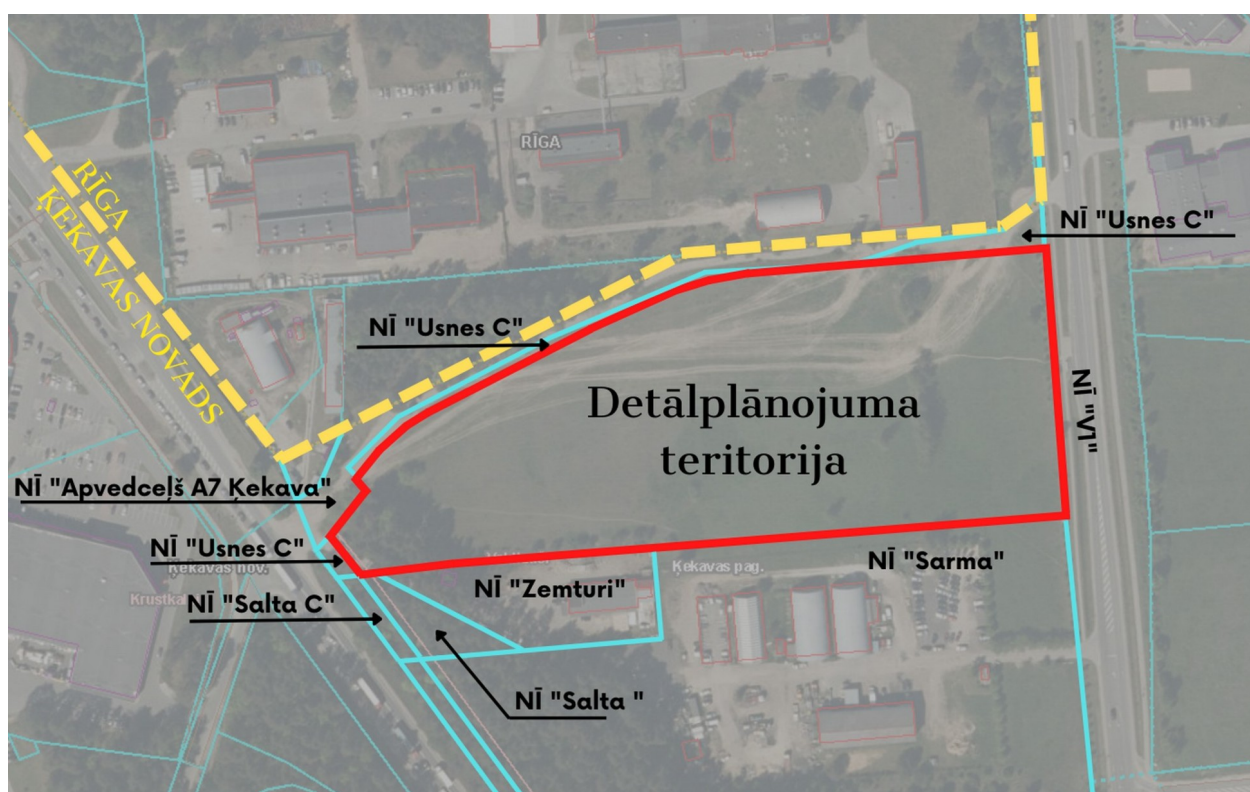 RĪGA
RĪGA
ĶEKAVAS NOVADS
NĪ "Usnes C"
NĪ "Usnes C"
Detālplānojuma
teritorija
NĪ "V1"
NĪ "Apvedceļš A7 Ķekava"
NĪ "Usnes C"
Ķekavas nov.
Ķekavas pag.
NĪ "Sarma"
NĪ "Zemturi"
NĪ "Salta C"
NĪ "Salta "